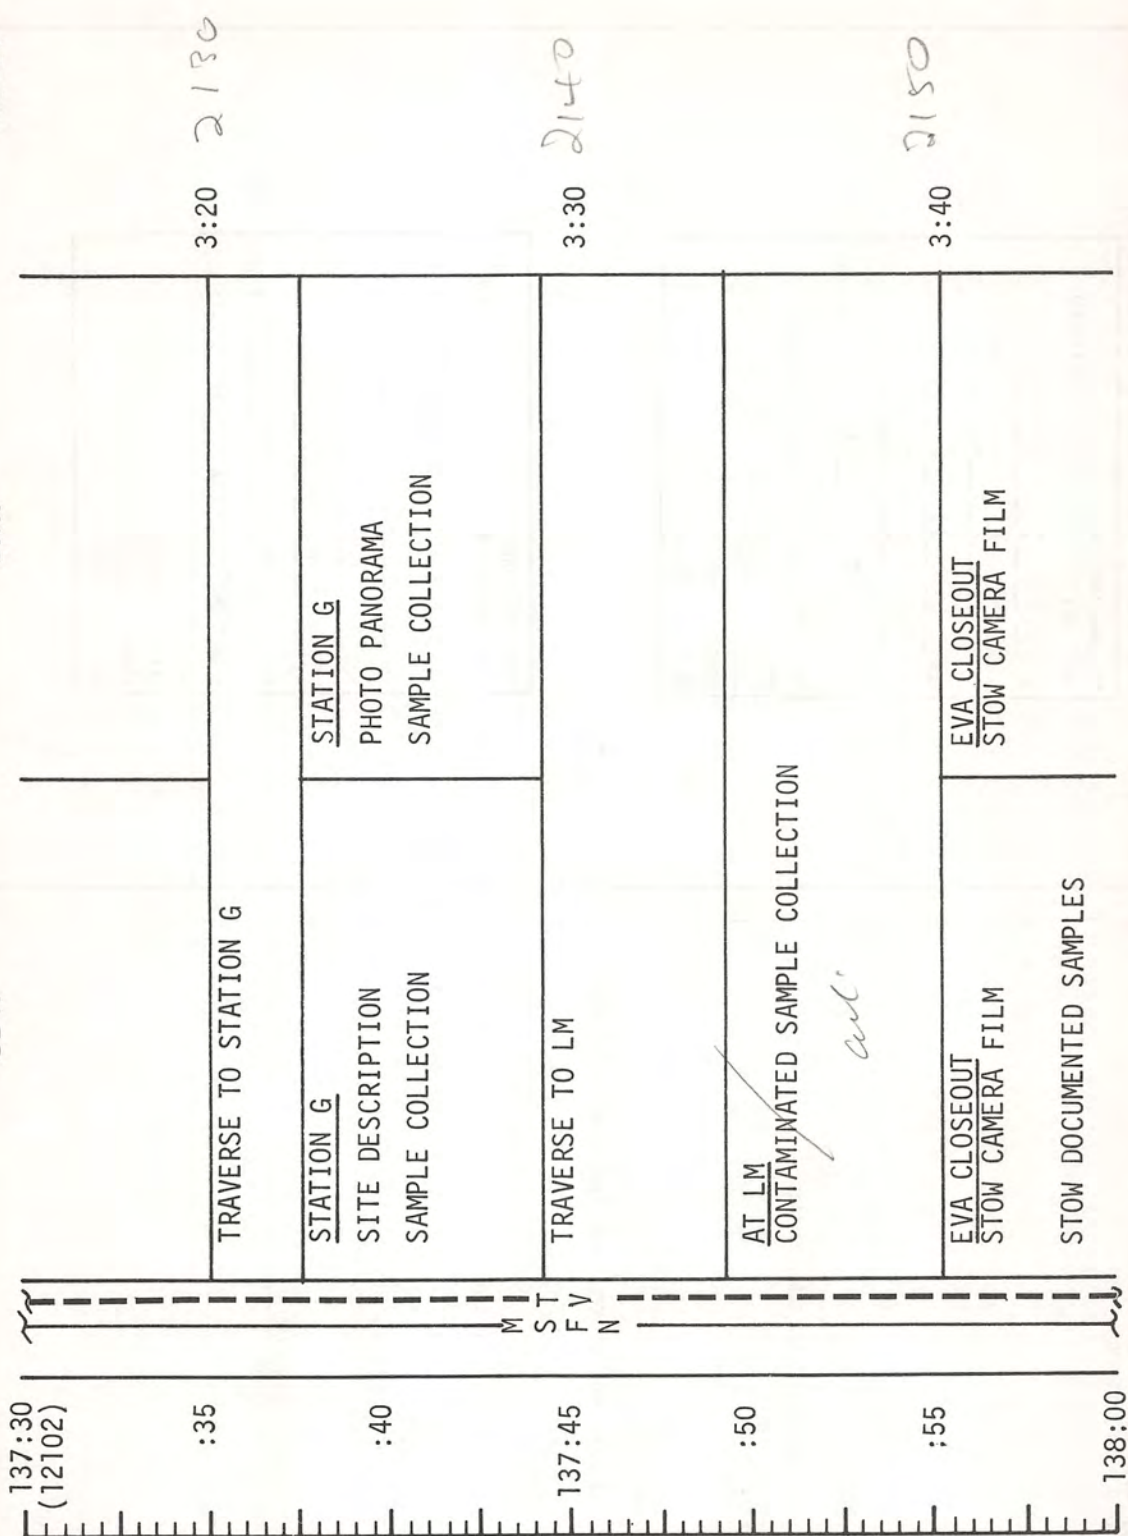 137:30
(12102)
:35
:40
137:45
:50
:55
138:00
MSFN
TV
TRAVERSE TO STATION G
STATION G
SITE DESCRIPTION
SAMPLE COLLECTION
STATION G
PHOTO PANORAMA
SAMPLE COLLECTION
TRAVERSE TO LM
AT LM
CONTAMINATED SAMPLE COLLECTION
EVA CLOSEOUT
STOW CAMERA FILM
STOW DOCUMENTED SAMPLES
EVA CLOSEOUT
STOW CAMERA FILM
3:20 2130
3:30 2140
3:40 2150